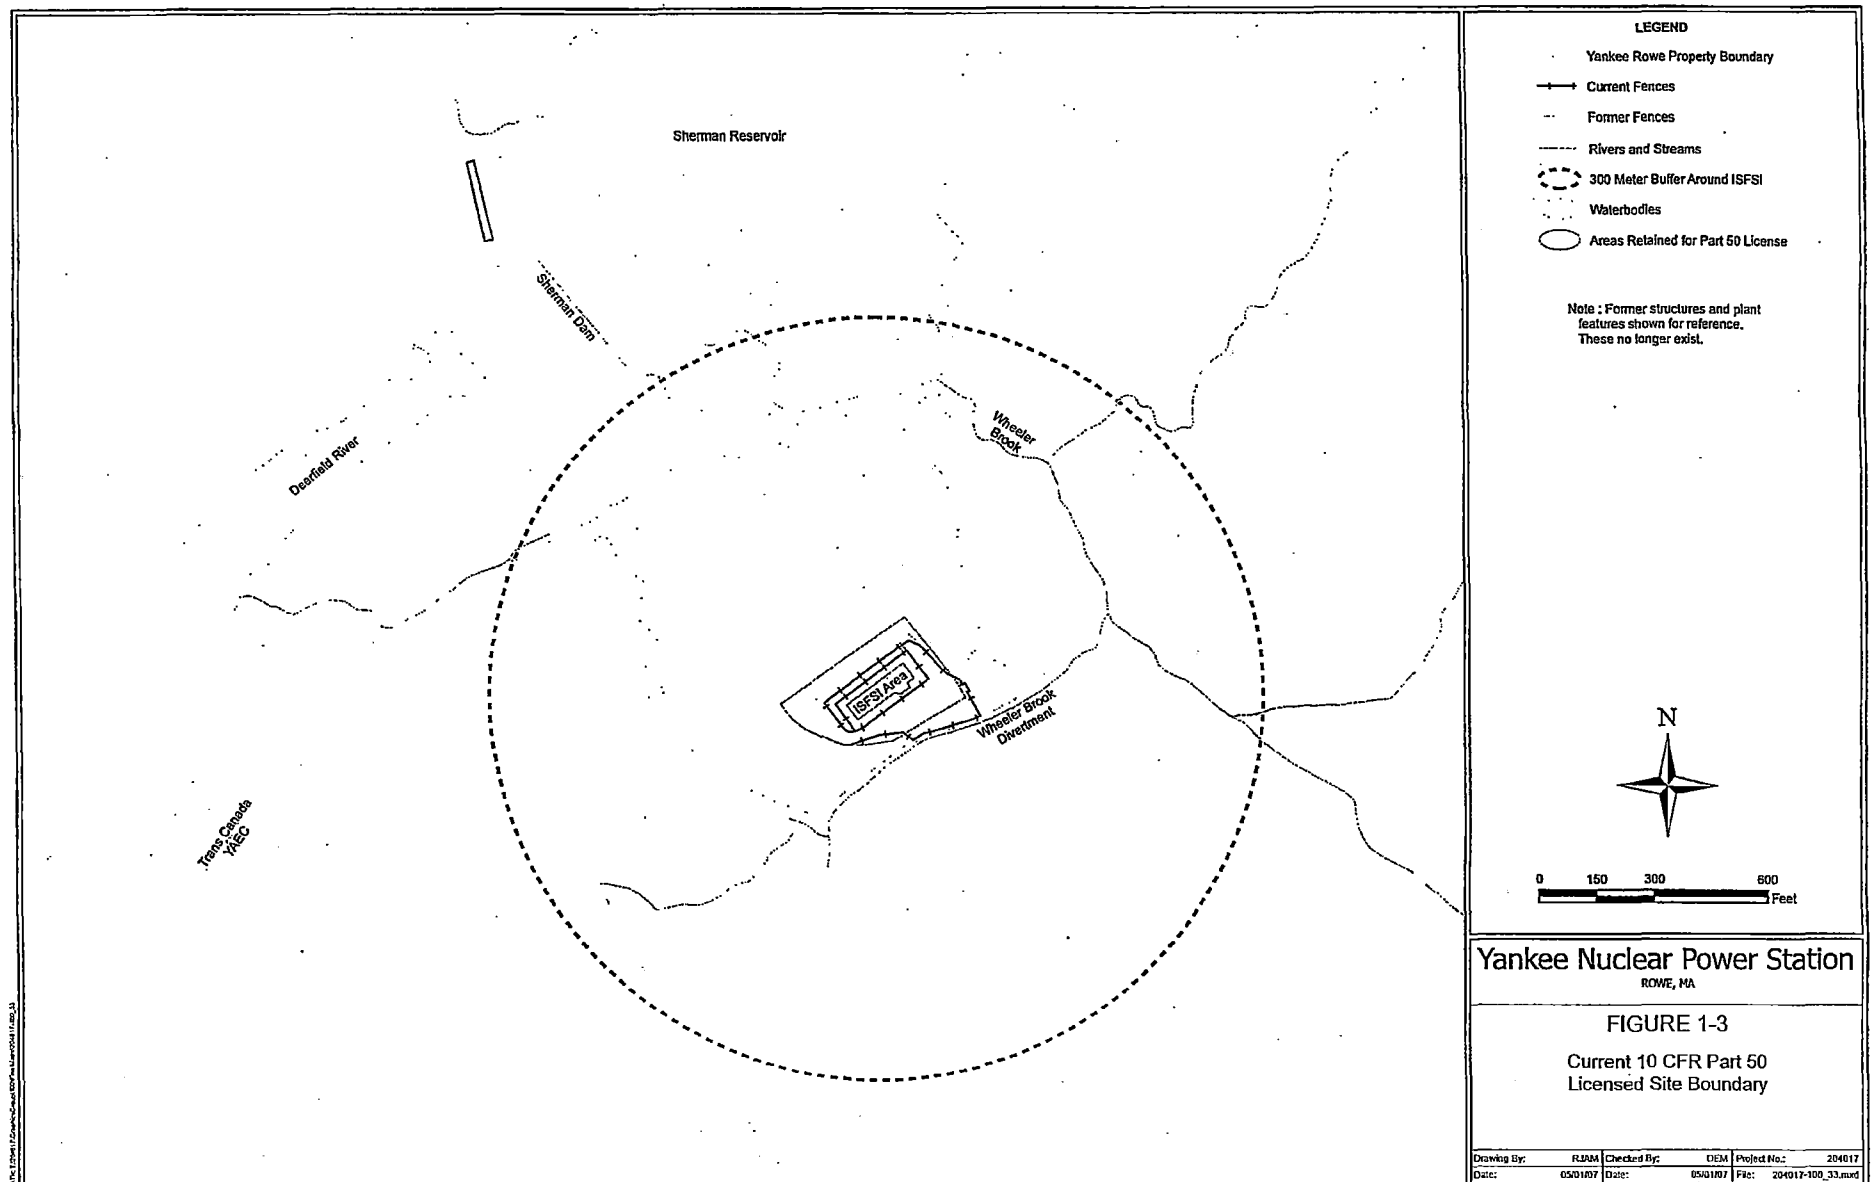 Sherman Reservoir
Sherman Dam
Deerfield River
Wheeler
Brook
ISFSI Area
Wheeler Brook
Divertment
Trans Canada
YAEC
LEGEND
Yankee Rowe Property Boundary
Current Fences
Former Fences
Rivers and Streams
300 Meter Buffer Around ISFSI
Waterbodies
Areas Retained for Part 50 License
Note : Former structures and plant
features shown for reference.
These no longer exist.
N
0 150 300 600
Feet
Yankee Nuclear Power Station
ROWE, MA
FIGURE 1-3
Current 10 CFR Part 50
Licensed Site Boundary
Drawing By: RJAM Checked By: DEM Project No.: 204017
Date: 05/01/07 Date: 05/01/07 File: 204017-100_33.mxd